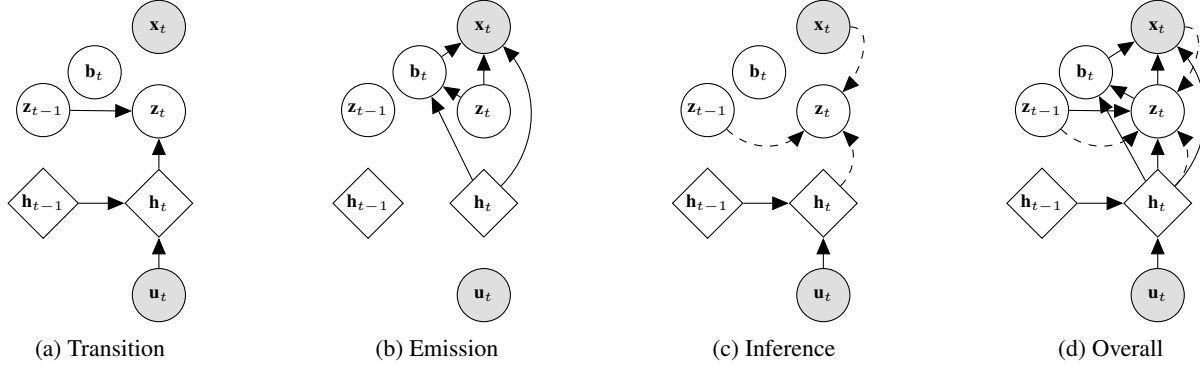 x_t
b_t
z_{t−1} z_t
h_{t−1} h_t
u_t
(a) Transition
x_t
b_t
z_{t−1} z_t
h_{t−1} h_t
u_t
(b) Emission
x_t
b_t
z_{t−1} z_t
h_{t−1} h_t
u_t
(c) Inference
x_t
b_t
z_{t−1} z_t
h_{t−1} h_t
u_t
(d) Overall